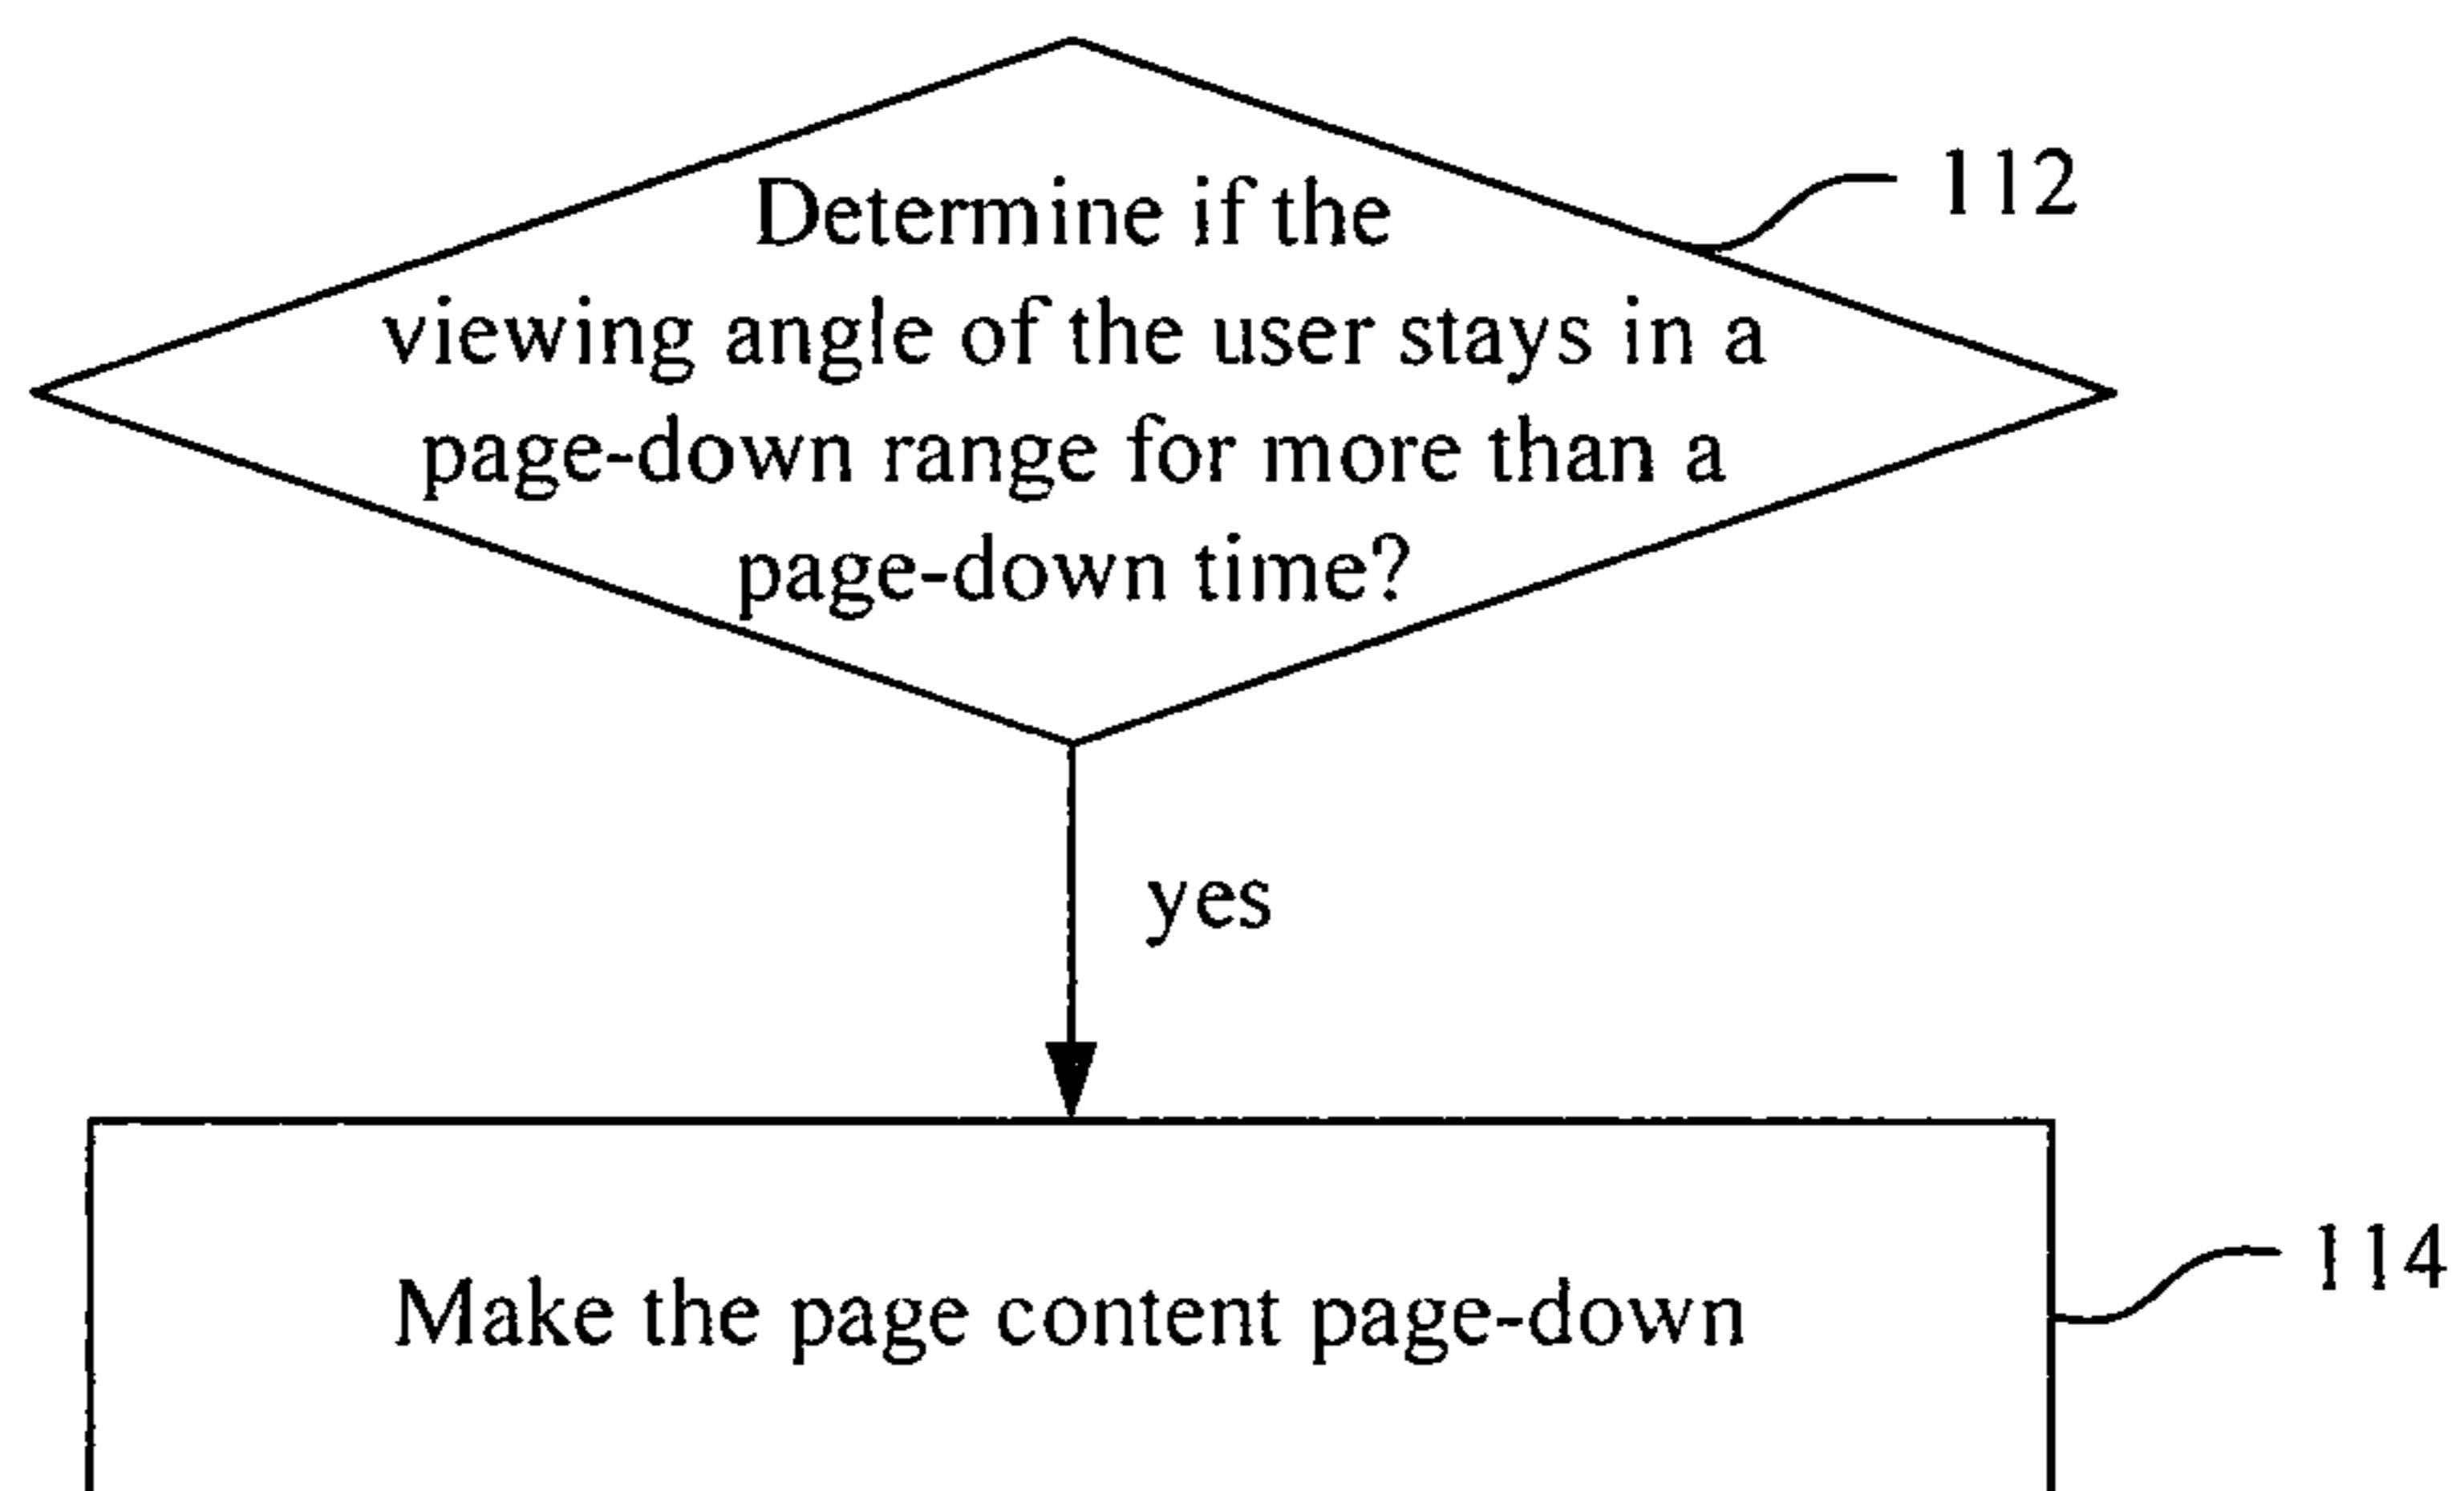 Determine if the
112
viewing angle of the user stays in a
page-down range for more than a
page-down time?
yes
114
Make the page content page-down